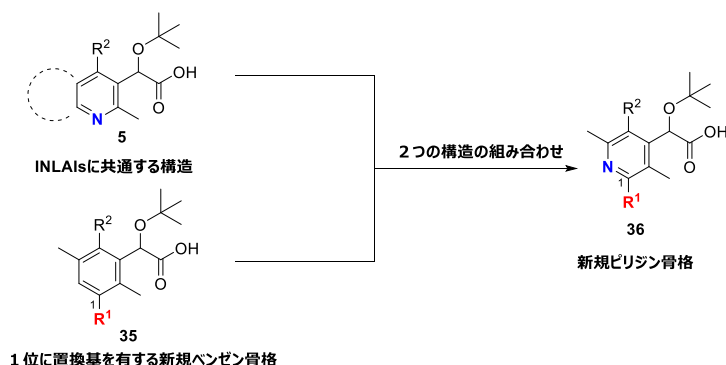 R²
O
OH
O
N
5
INLAIsに共通する構造
R²
O
OH
O
1
R¹
35
１位に置換基を有する新規ベンゼン骨格
２つの構造の組み合わせ
R²
O
OH
O
N
1
R¹
36
新規ピリジン骨格